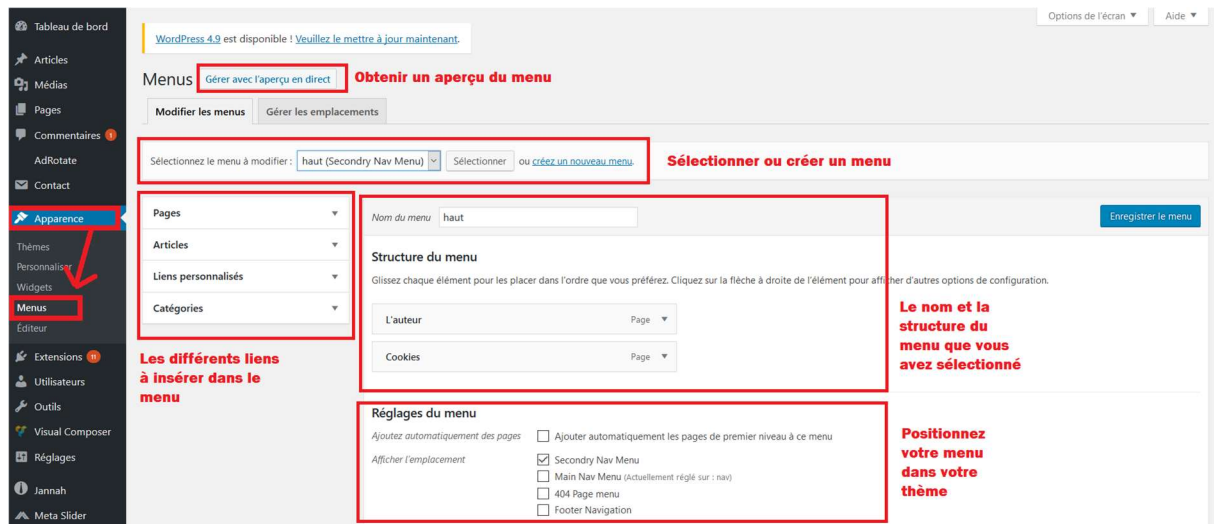 Options de l'écran ▼
Aide ▼
Tableau de bord
WordPress 4.9 est disponible ! Veuillez le mettre à jour maintenant.
Articles
Médias
Pages
Commentaires 1
AdRotate
Contact
Apparence
Thèmes
Personnaliser
Widgets
Menus
Éditeur
Extensions 11
Utilisateurs
Outils
Visual Composer
Réglages
Jannah
Meta Slider
Menus
Gérer avec l'aperçu en direct
Obtenir un aperçu du menu
Modifier les menus
Gérer les emplacements
Sélectionnez le menu à modifier : haut (Secondry Nav Menu) Sélectionner ou créez un nouveau menu.
Sélectionner ou créer un menu
Pages ▼
Articles ▼
Liens personnalisés ▼
Catégories ▼
Les différents liens
à insérer dans le
menu
Nom du menu haut
Enregistrer le menu
Structure du menu
Glissez chaque élément pour les placer dans l'ordre que vous préférez. Cliquez sur la flèche à droite de l'élément pour afficher d'autres options de configuration.
L'auteur Page ▼
Cookies Page ▼
Le nom et la
structure du
menu que vous
avez sélectionné
Réglages du menu
Ajoutez automatiquement des pages
Ajouter automatiquement les pages de premier niveau à ce menu
Afficher l'emplacement
Secondry Nav Menu
Main Nav Menu (Actuellement réglé sur : nav)
404 Page menu
Footer Navigation
Positionnez
votre menu
dans votre
thème